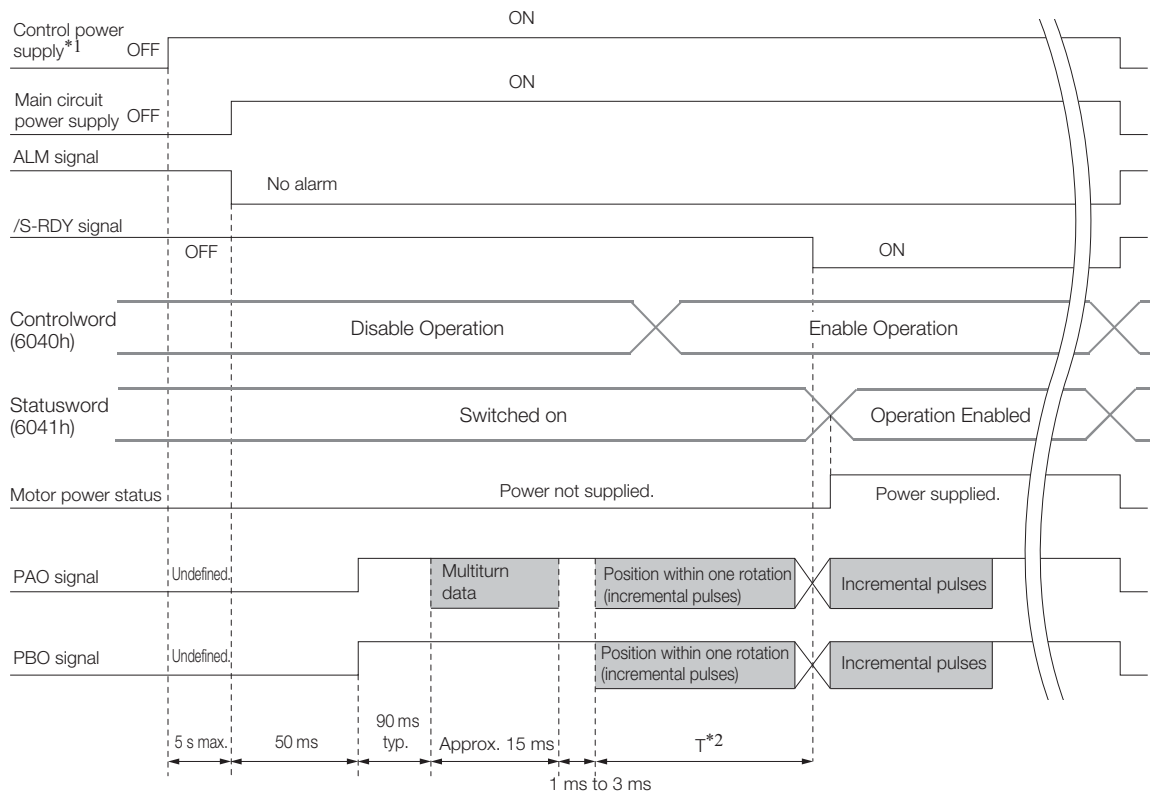 ON
Control power
supply*1 OFF
ON
Main circuit
power supply OFF
ALM signal
No alarm
/S-RDY signal
OFF
ON
Controlword
(6040h)
Disable Operation
Enable Operation
Statusword
(6041h)
Switched on
Operation Enabled
Motor power status
Power not supplied.
Power supplied.
PAO signal
Undefined.
Multiturn
data
Position within one rotation
(incremental pulses)
Incremental pulses
PBO signal
Undefined.
Position within one rotation
(incremental pulses)
Incremental pulses
5 s max.
50 ms
90 ms
typ.
Approx. 15 ms
1 ms to 3 ms
T*2